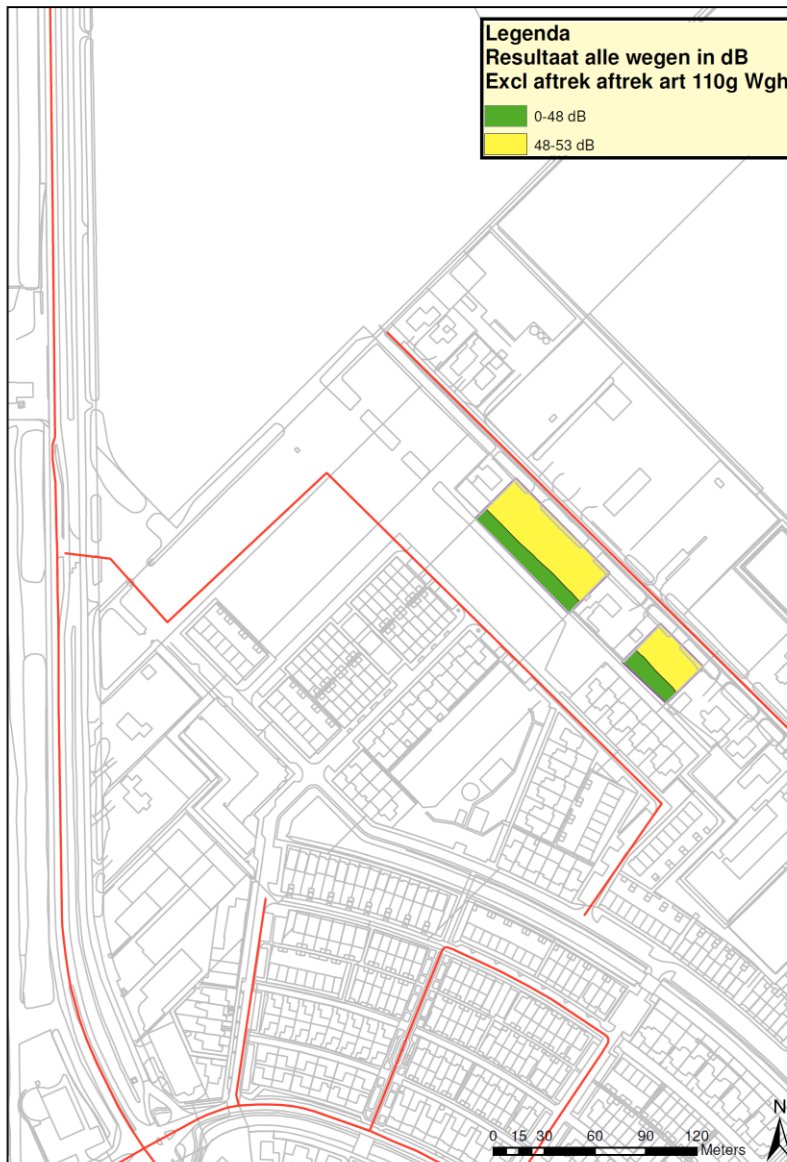 Legenda
Resultaat alle wegen in dB
Excl aftrek aftrek art 110g Wgh
0-48 dB
48-53 dB
N
0 15 30 60 90 120
Meters